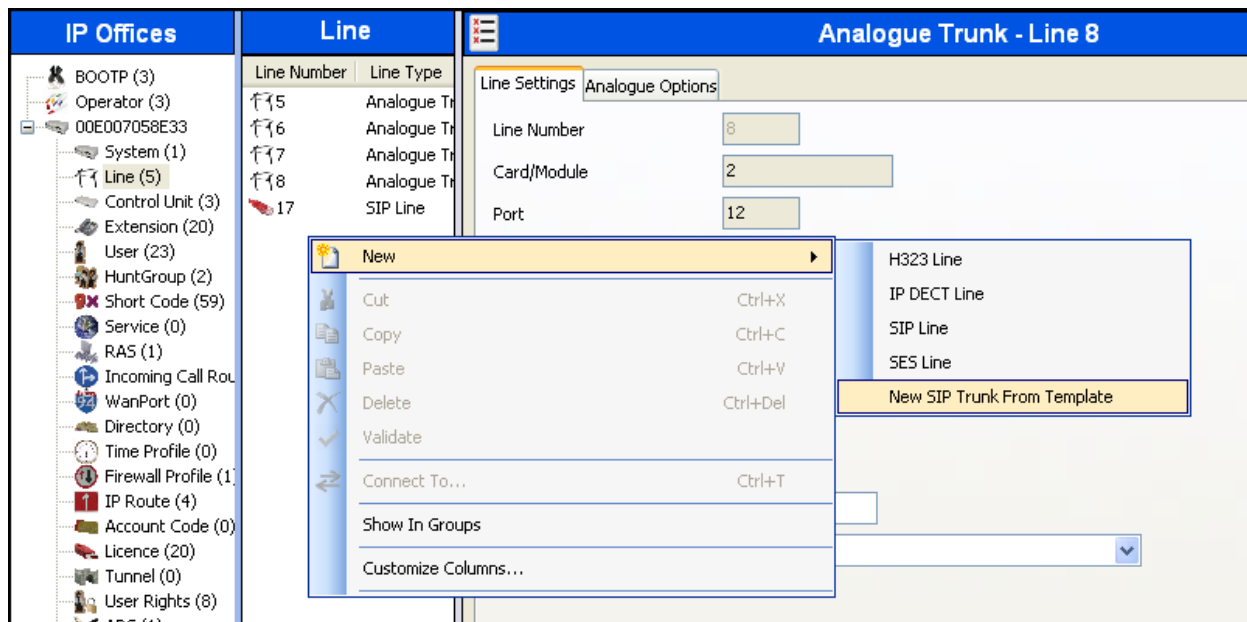 IP Offices
BOOTP (3)
Operator (3)
00E007058E33
System (1)
Line (5)
Control Unit (3)
Extension (20)
User (23)
HuntGroup (2)
Short Code (59)
Service (0)
RAS (1)
Incoming Call Rou
WanPort (0)
Directory (0)
Time Profile (0)
Firewall Profile (1)
IP Route (4)
Account Code (0)
Licence (20)
Tunnel (0)
User Rights (8)
Line
Line Number Line Type
5 Analogue Tr
6 Analogue Tr
7 Analogue Tr
8 Analogue Tr
17 SIP Line
Analogue Trunk - Line 8
Line Settings Analogue Options
Line Number 8
Card/Module 2
Port 12
New
Cut Ctrl+X
Copy Ctrl+C
Paste Ctrl+V
Delete Ctrl+Del
Validate
Connect To... Ctrl+T
Show In Groups
Customize Columns...
H323 Line
IP DECT Line
SIP Line
SES Line
New SIP Trunk From Template